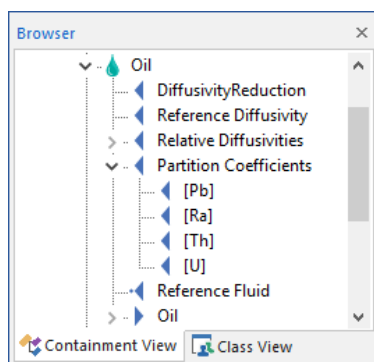 Browser
Oil
DiffusivityReduction
Reference Diffusivity
Relative Diffusivities
Partition Coefficients
[Pb]
[Ra]
[Th]
[U]
Reference Fluid
Oil
Containment View Class View